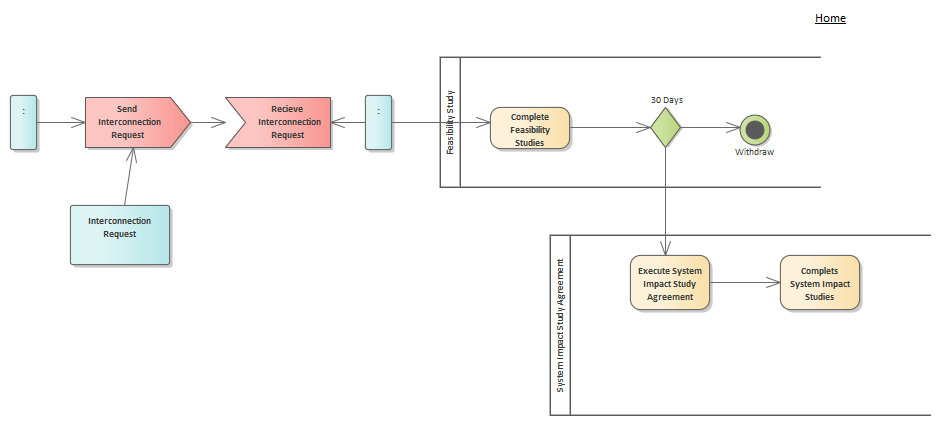 Home
:
Send
Interconnection
Request
Recieve
Interconnection
Request
:
Interconnection
Request
Feasibility Study
Complete
Feasibility
Studies
30 Days
Withdraw
System Impact Study Agreement
Execute System
Impact Study
Agreement
Complets
System Impact
Studies